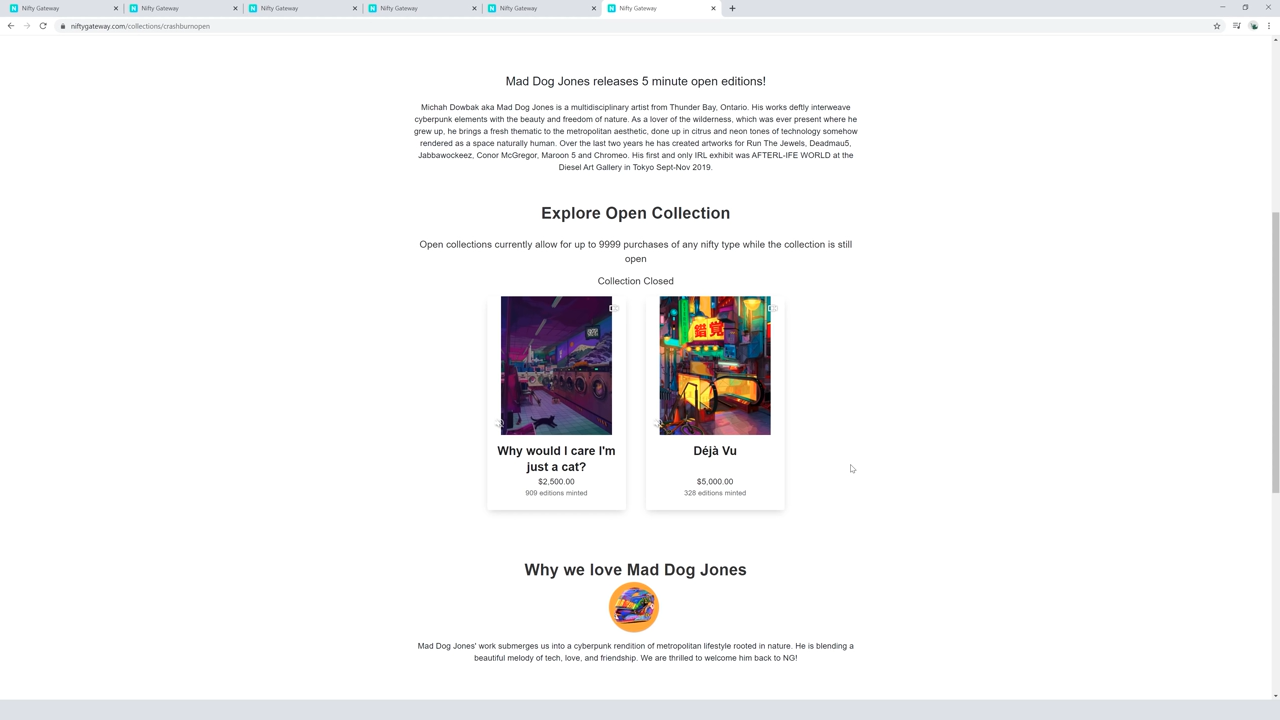 Nifty Gateway
Nifty Gateway
Nifty Gateway
Nifty Gateway
Nifty Gateway
Nifty Gateway
niftygateway.com/collections/crashburnopen
Mad Dog Jones releases 5 minute open editions!
Michah Dowbak aka Mad Dog Jones is a multidisciplinary artist from Thunder Bay, Ontario. His works deftly interweave
cyberpunk elements with the beauty and freedom of nature. As a lover of the wilderness, which was ever present where he
grew up, he brings a fresh thematic to the metropolitan aesthetic, done up in citrus and neon tones of technology somehow
rendered as a space naturally human. Over the last two years he has created artworks for Run The Jewels, Deadmau5,
Jabbawockeez, Conor McGregor, Maroon 5 and Chromeo. His first and only IRL exhibit was AFTERL-IFE WORLD at the
Diesel Art Gallery in Tokyo Sept-Nov 2019.
Explore Open Collection
Open collections currently allow for up to 9999 purchases of any nifty type while the collection is still
open
Collection Closed
錯覚
Why would I care I'm
just a cat?
$2,500.00
909 editions minted
Déjà Vu
$5,000.00
328 editions minted
Why we love Mad Dog Jones
Mad Dog Jones' work submerges us into a cyberpunk rendition of metropolitan lifestyle rooted in nature. He is blending a
beautiful melody of tech, love, and friendship. We are thrilled to welcome him back to NG!